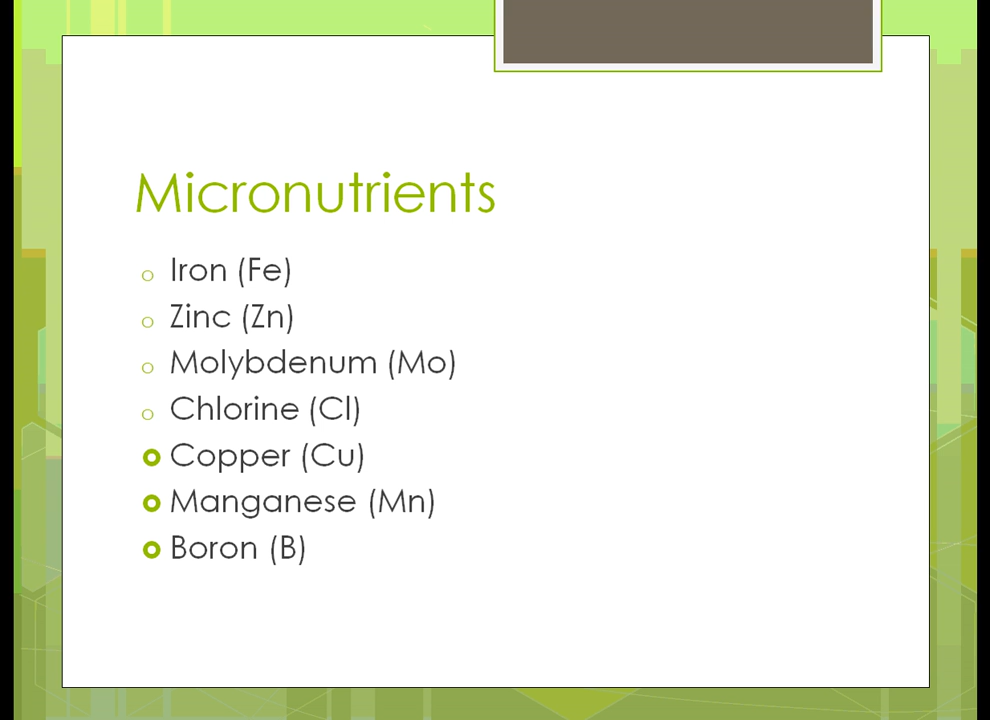 Micronutrients
o Iron (Fe)
o Zinc (Zn)
o Molybdenum (Mo)
o Chlorine (Cl)
Copper (Cu)
Manganese (Mn)
Boron (B)